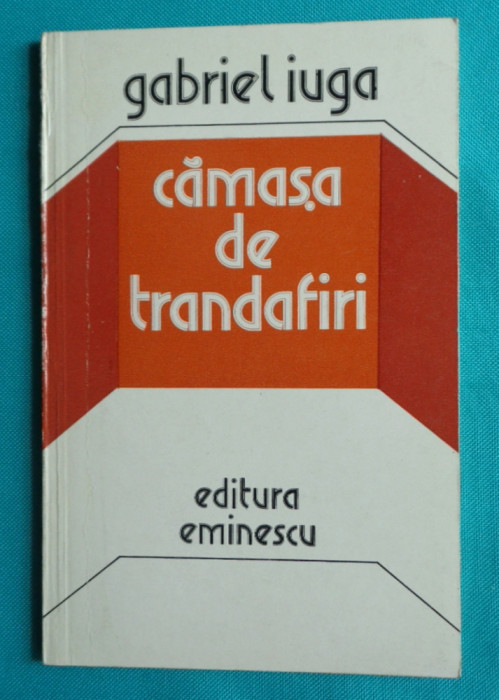 gabriel iuga
cămașa
de
trandafiri
editura
eminescu